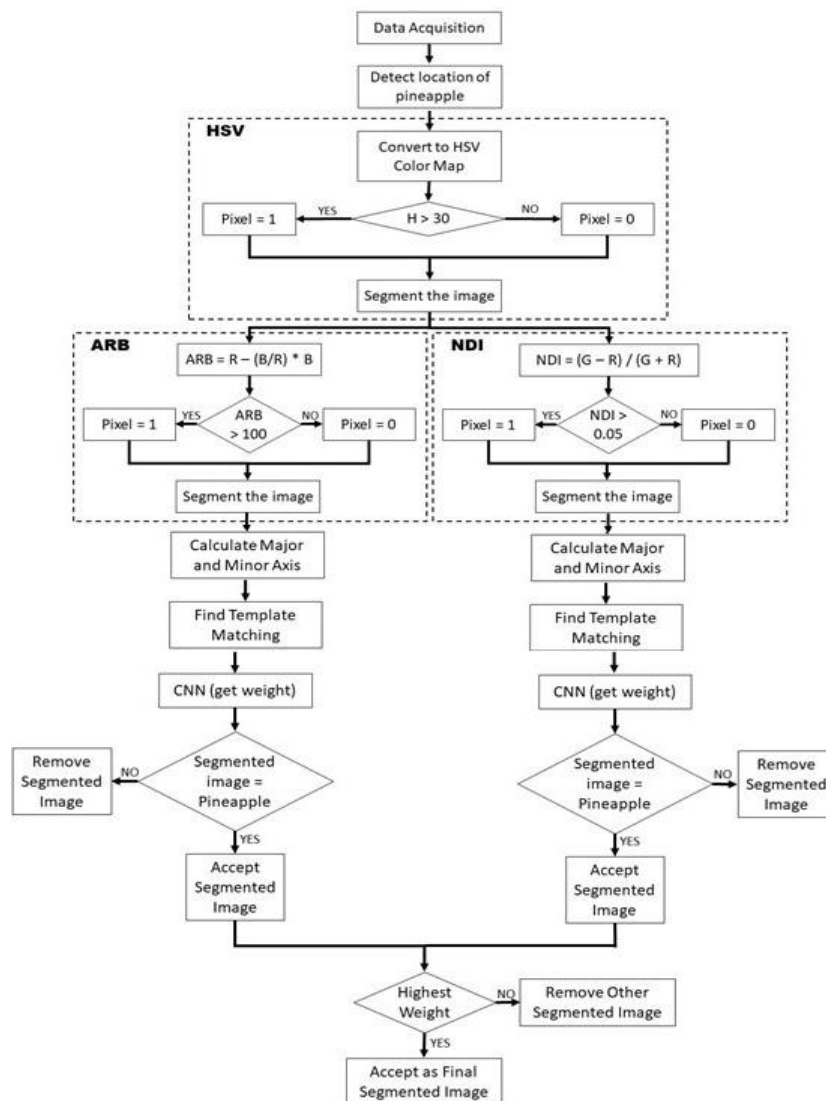 Data Acquisition
Detect location of
pineapple
HSV
Convert to HSV
Color Map
Pixel = 1
YES
H > 30
NO
Pixel = 0
Segment the image
ARB
ARB = R – (B/R) * B
Pixel = 1
YES
ARB
> 100
NO
Pixel = 0
Segment the image
NDI
NDI = (G – R) / (G + R)
Pixel = 1
YES
NDI >
0.05
NO
Pixel = 0
Segment the image
Calculate Major
and Minor Axis
Find Template
Matching
CNN (get weight)
Remove
Segmented
Image
NO
Segmented
image =
Pineapple
YES
Accept
Segmented
Image
Calculate Major
and Minor Axis
Find Template
Matching
CNN (get weight)
Segmented
image =
Pineapple
NO
Remove
Segmented
Image
YES
Accept
Segmented
Image
Highest
Weight
NO
Remove Other
Segmented Image
YES
Accept as Final
Segmented Image